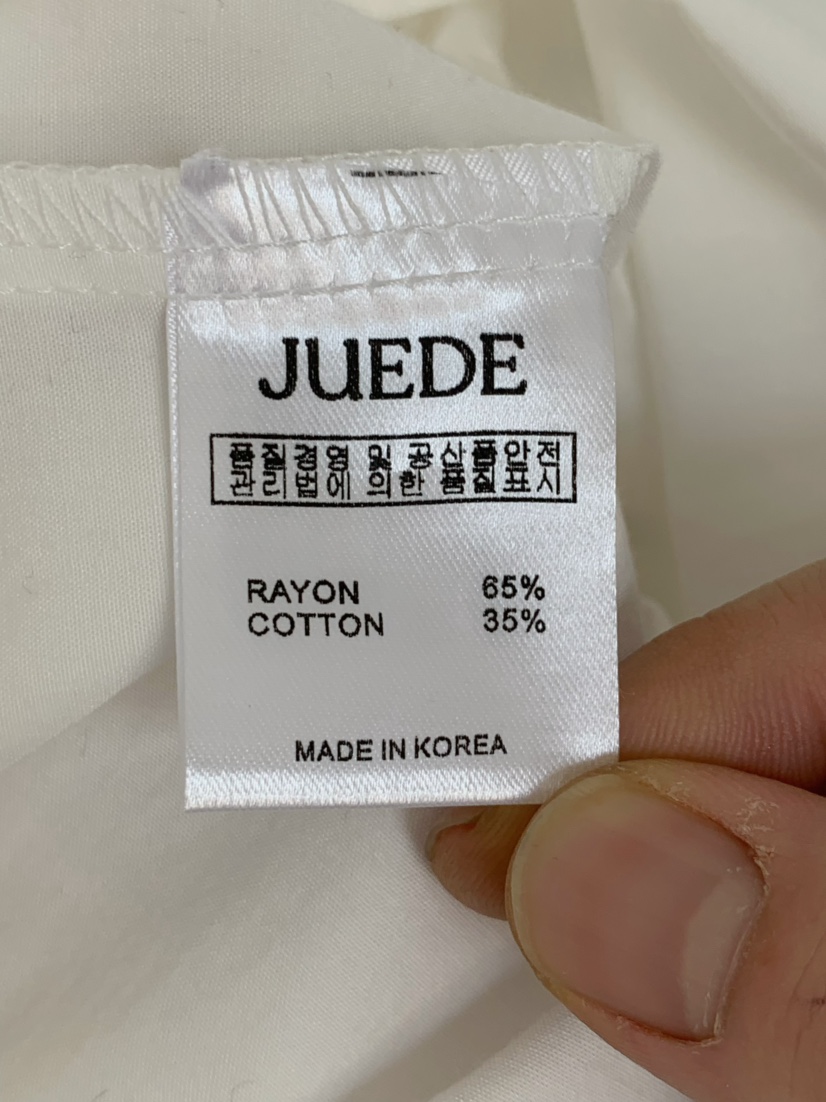 JUEDE
품질경영 및 공산품안전
관리법에 의한 품질표시
RAYON 65%
COTTON 35%
MADE IN KOREA